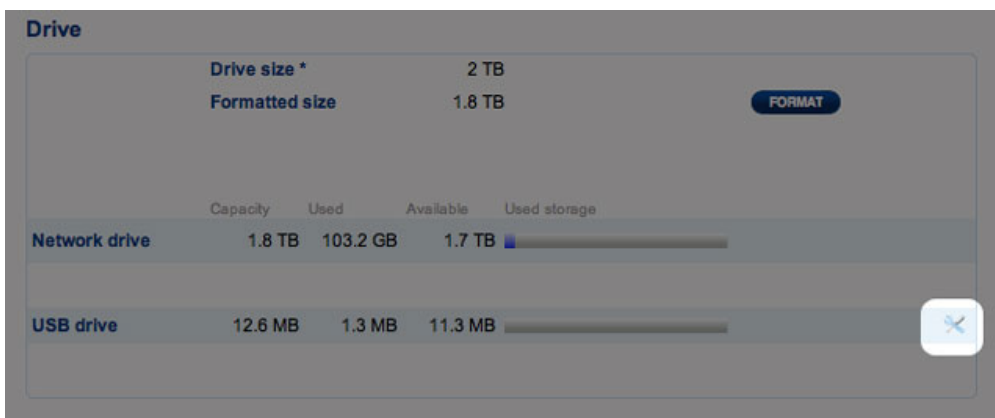 Drive
Drive size * 2 TB
Formatted size 1.8 TB FORMAT
Capacity Used Available Used storage
Network drive 1.8 TB 103.2 GB 1.7 TB
USB drive 12.6 MB 1.3 MB 11.3 MB